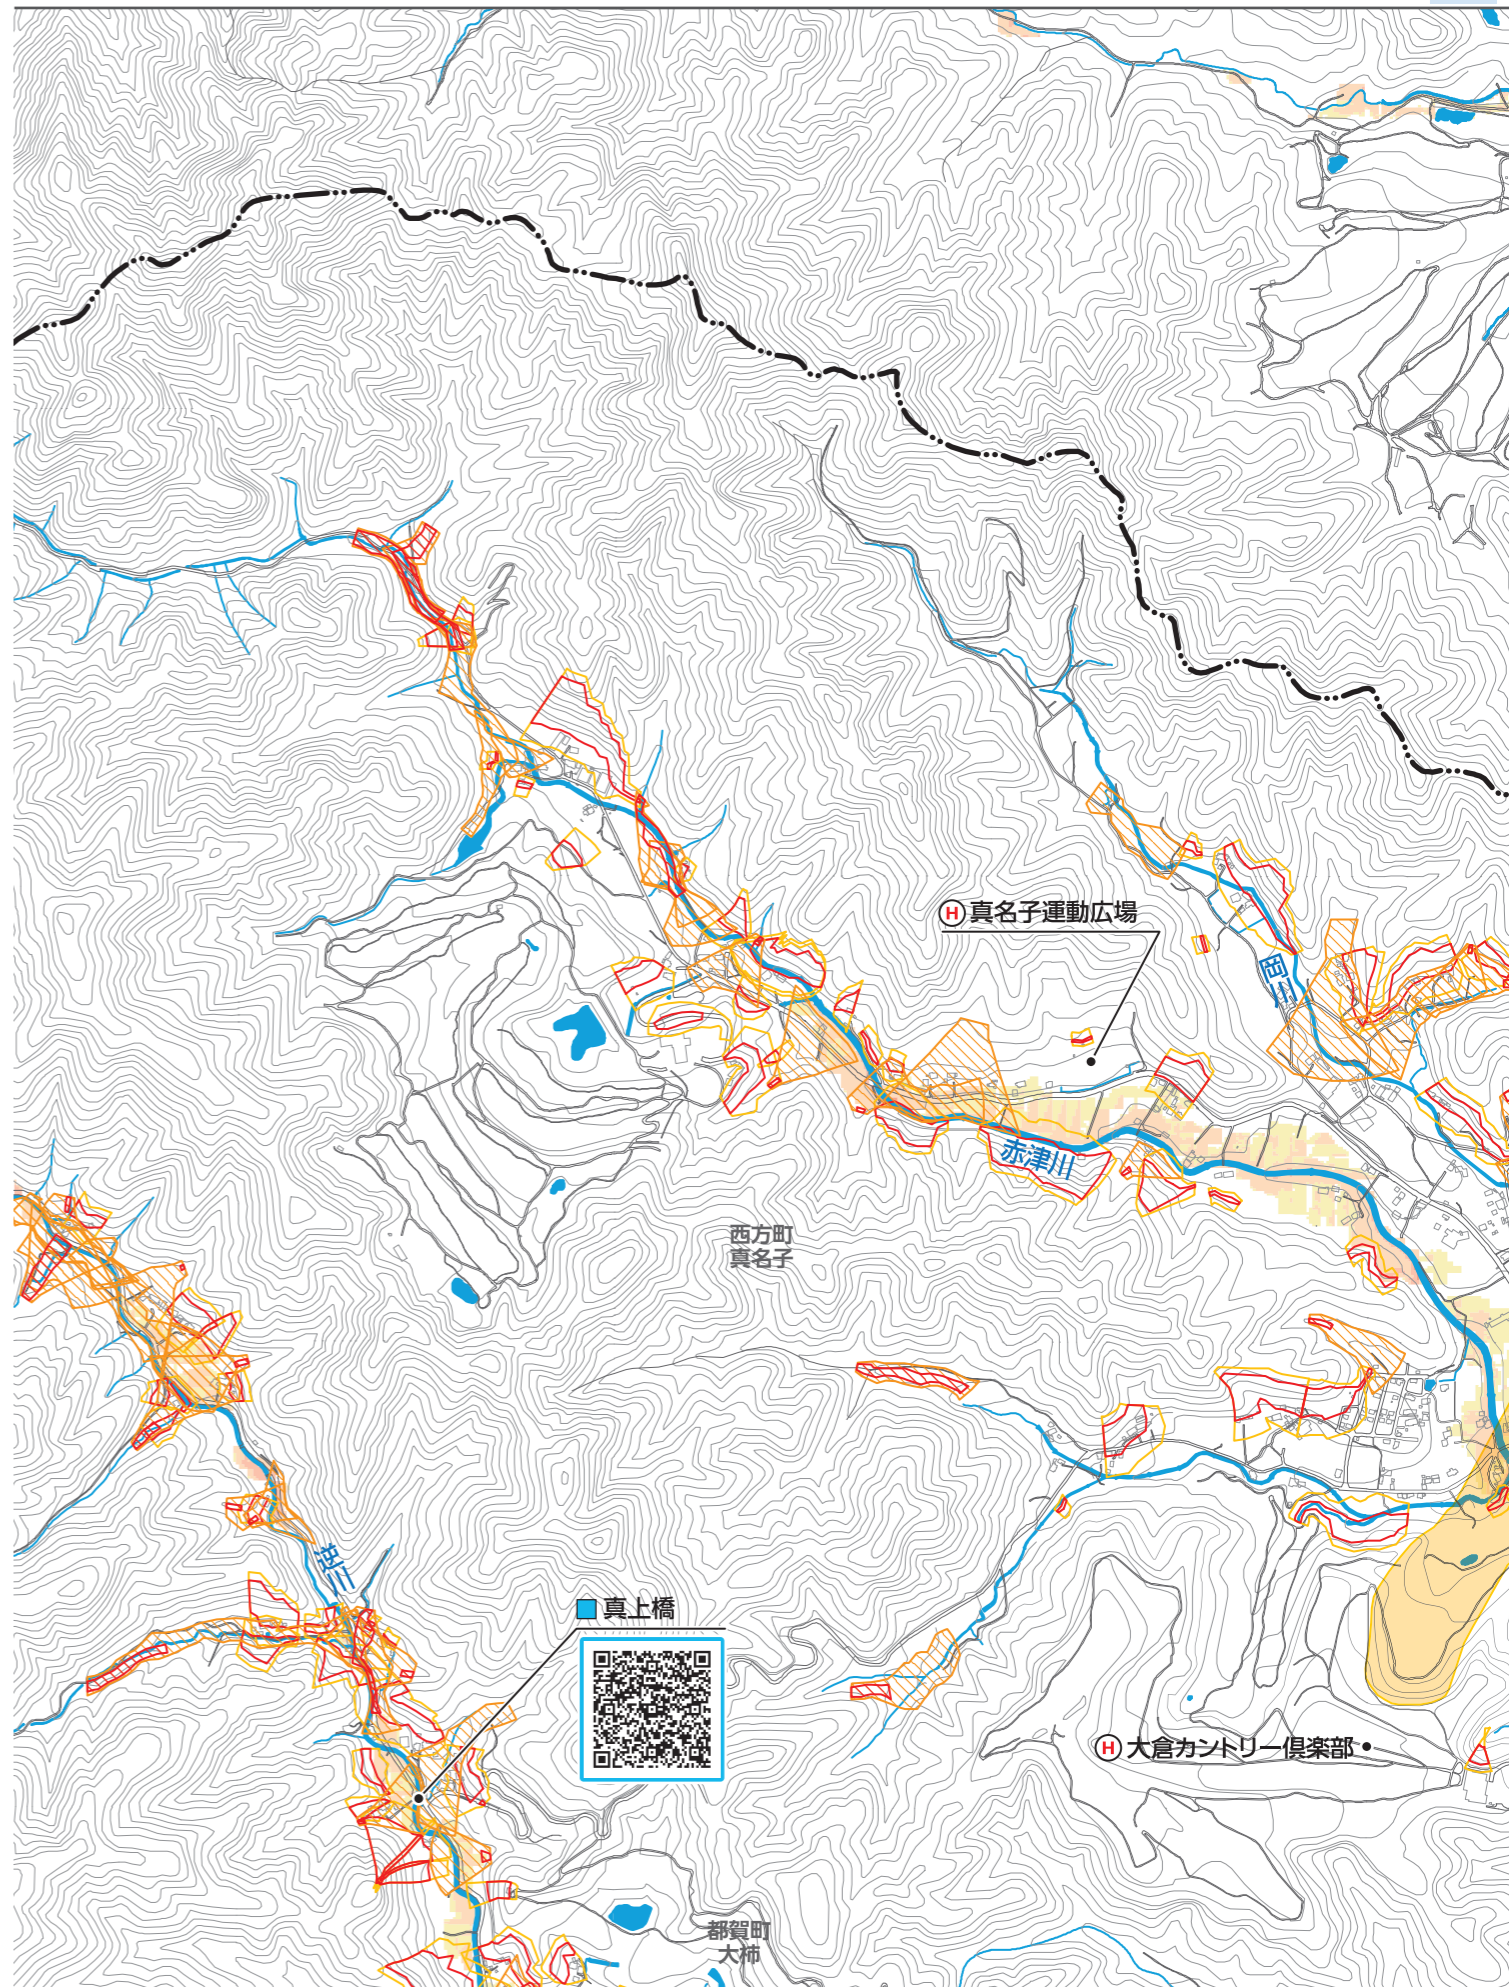 H 真名子運動広場
岡川
赤津川
西方町
真名子
逆川
真上橋
H 大倉カントリー倶楽部
都賀町
大柿